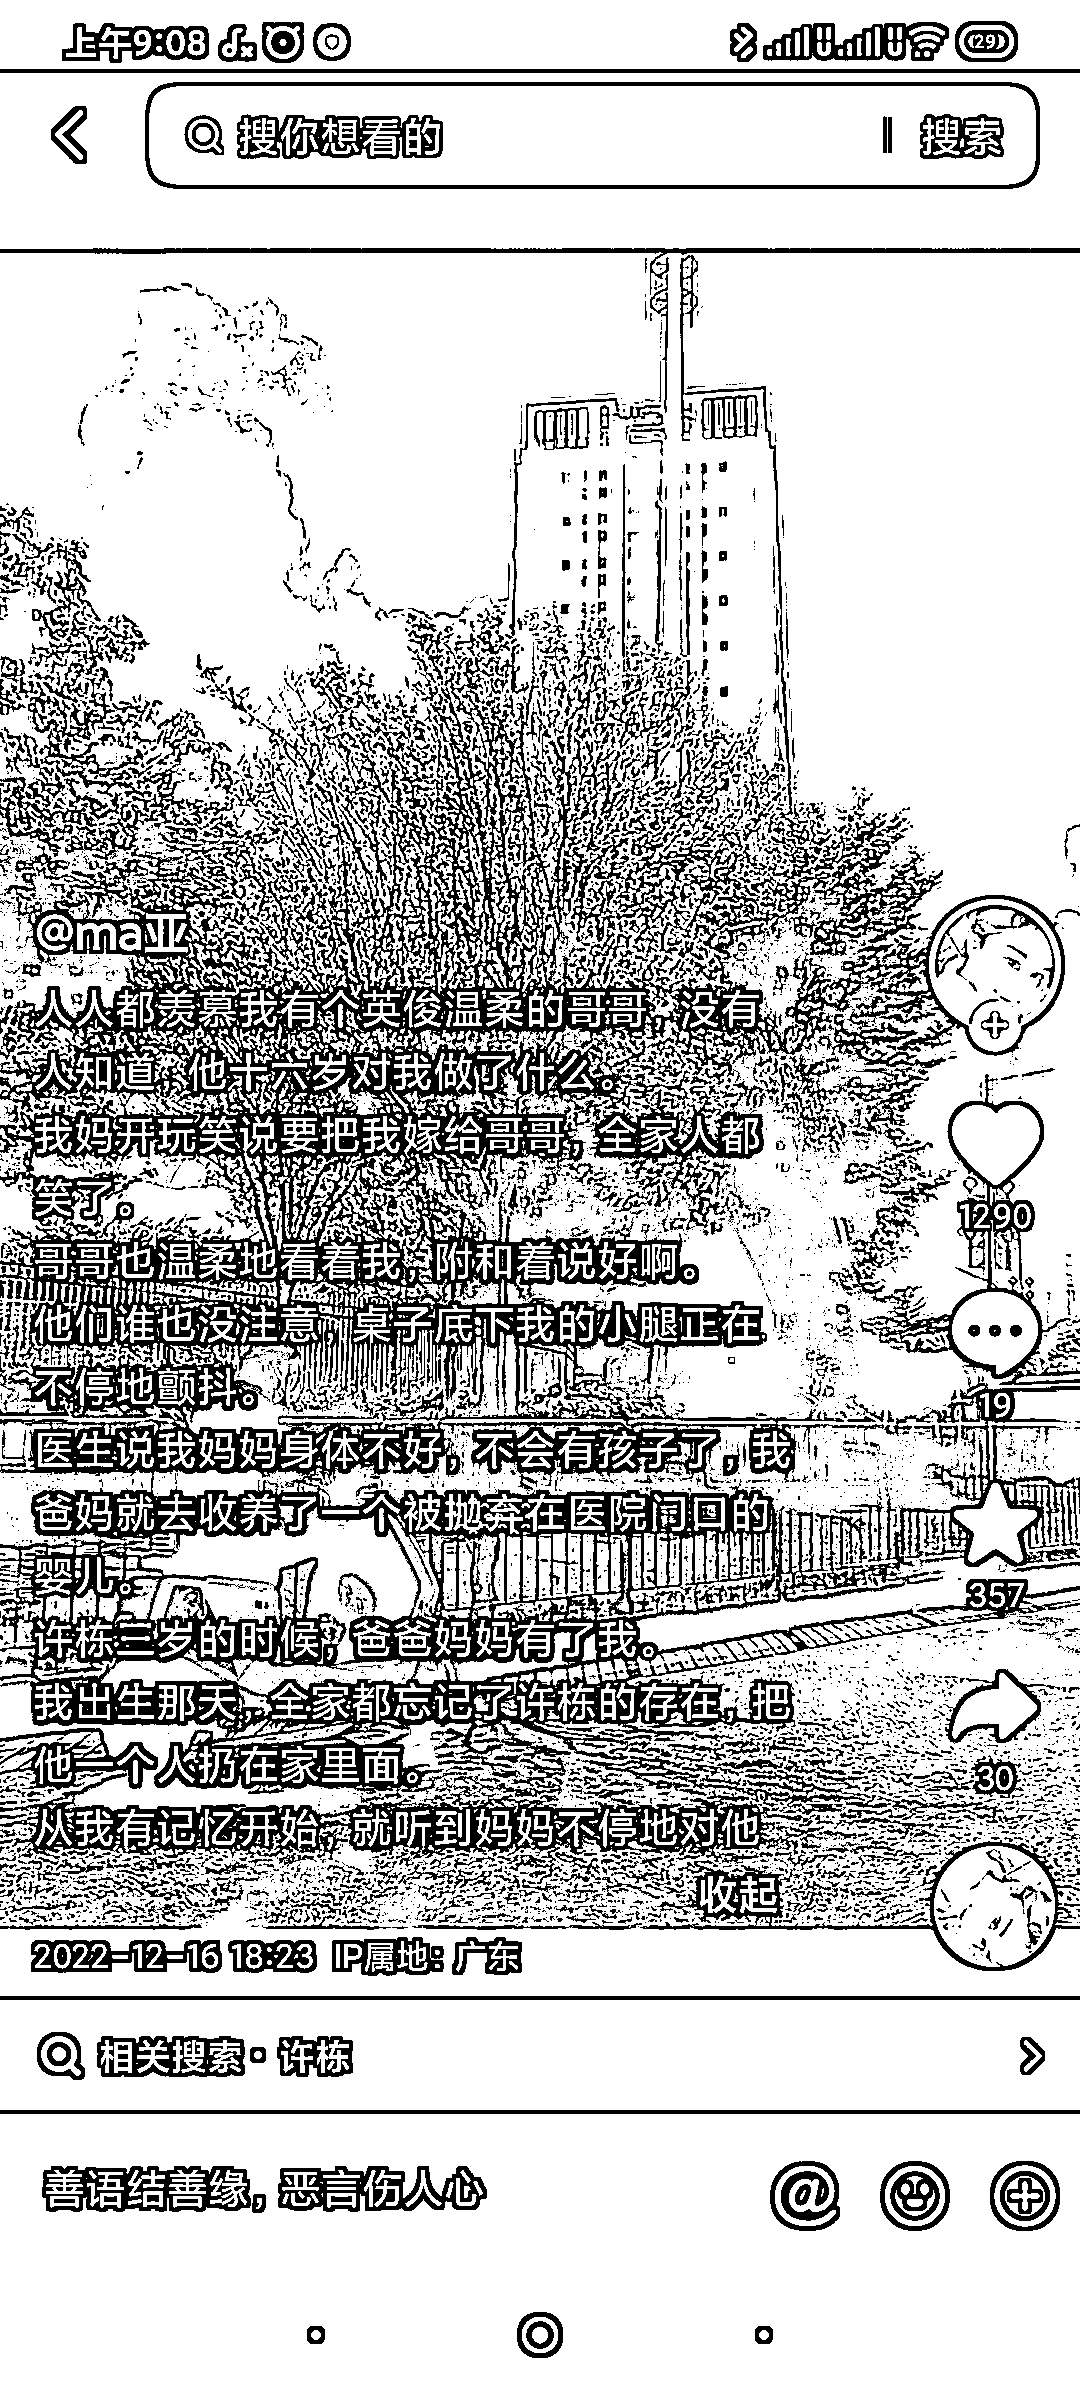 上午9:08
29
搜你想看的
搜索
@ma亚
人人都羡慕我有个英俊温柔的哥哥，没有
人知道，他十六岁对我做了什么。
我妈开玩笑说要把我嫁给哥哥，全家人都
笑了。
哥哥也温柔地看着我，附和着说好啊。
他们谁也没注意，桌子底下我的小腿正在
不停地颤抖。
医生说我妈妈身体不好，不会有孩子了，我
爸妈就去收养了一个被抛弃在医院门口的
婴儿。
许栋三岁的时候，爸爸妈妈有了我。
我出生那天，全家都忘记了许栋的存在，把
他一个人扔在家里面。
从我有记忆开始，就听到妈妈不停地对他
收起
1290
19
357
30
2022-12-16 18:23 IP属地：广东
相关搜索·许栋
善语结善缘，恶言伤人心